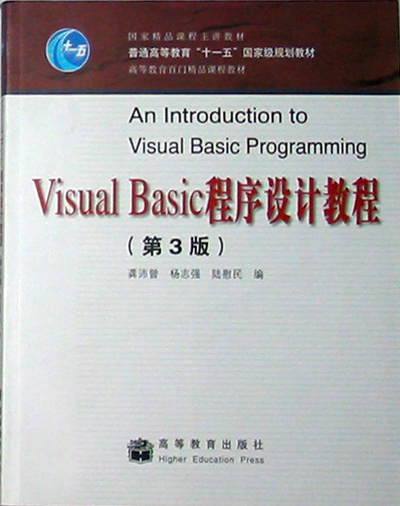 国家精品课程主讲教材
普通高等教育“十一五”国家级规划教材
高等教育百门精品课程教材
十一五
An Introduction to
Visual Basic Programming
Visual Basic程序设计教程
(第3版)
龚沛曾 杨志强 陆慰民 编
高等教育出版社
Higher Education Press